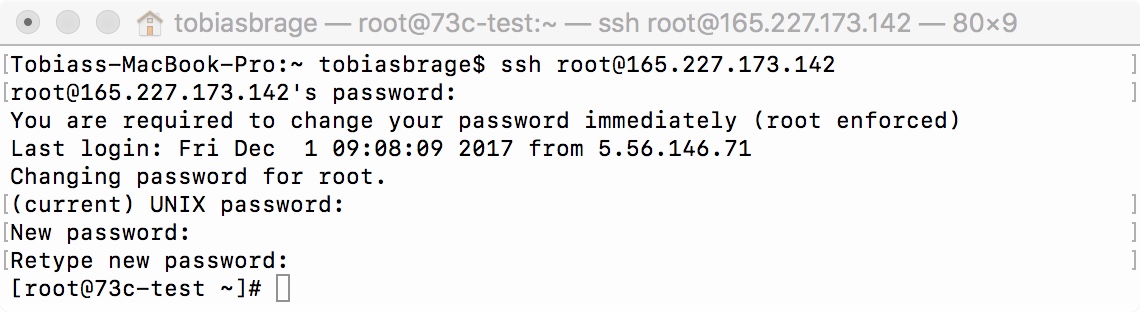 tobiasbrage — root@73c-test:~ — ssh root@165.227.173.142 — 80×9
[Tobiass-MacBook-Pro:~ tobiasbrage$ ssh root@165.227.173.142 ]
[root@165.227.173.142's password: ]
You are required to change your password immediately (root enforced)
Last login: Fri Dec  1 09:08:09 2017 from 5.56.146.71
Changing password for root.
[(current) UNIX password: ]
[New password: ]
[Retype new password: ]
[root@73c-test ~]#